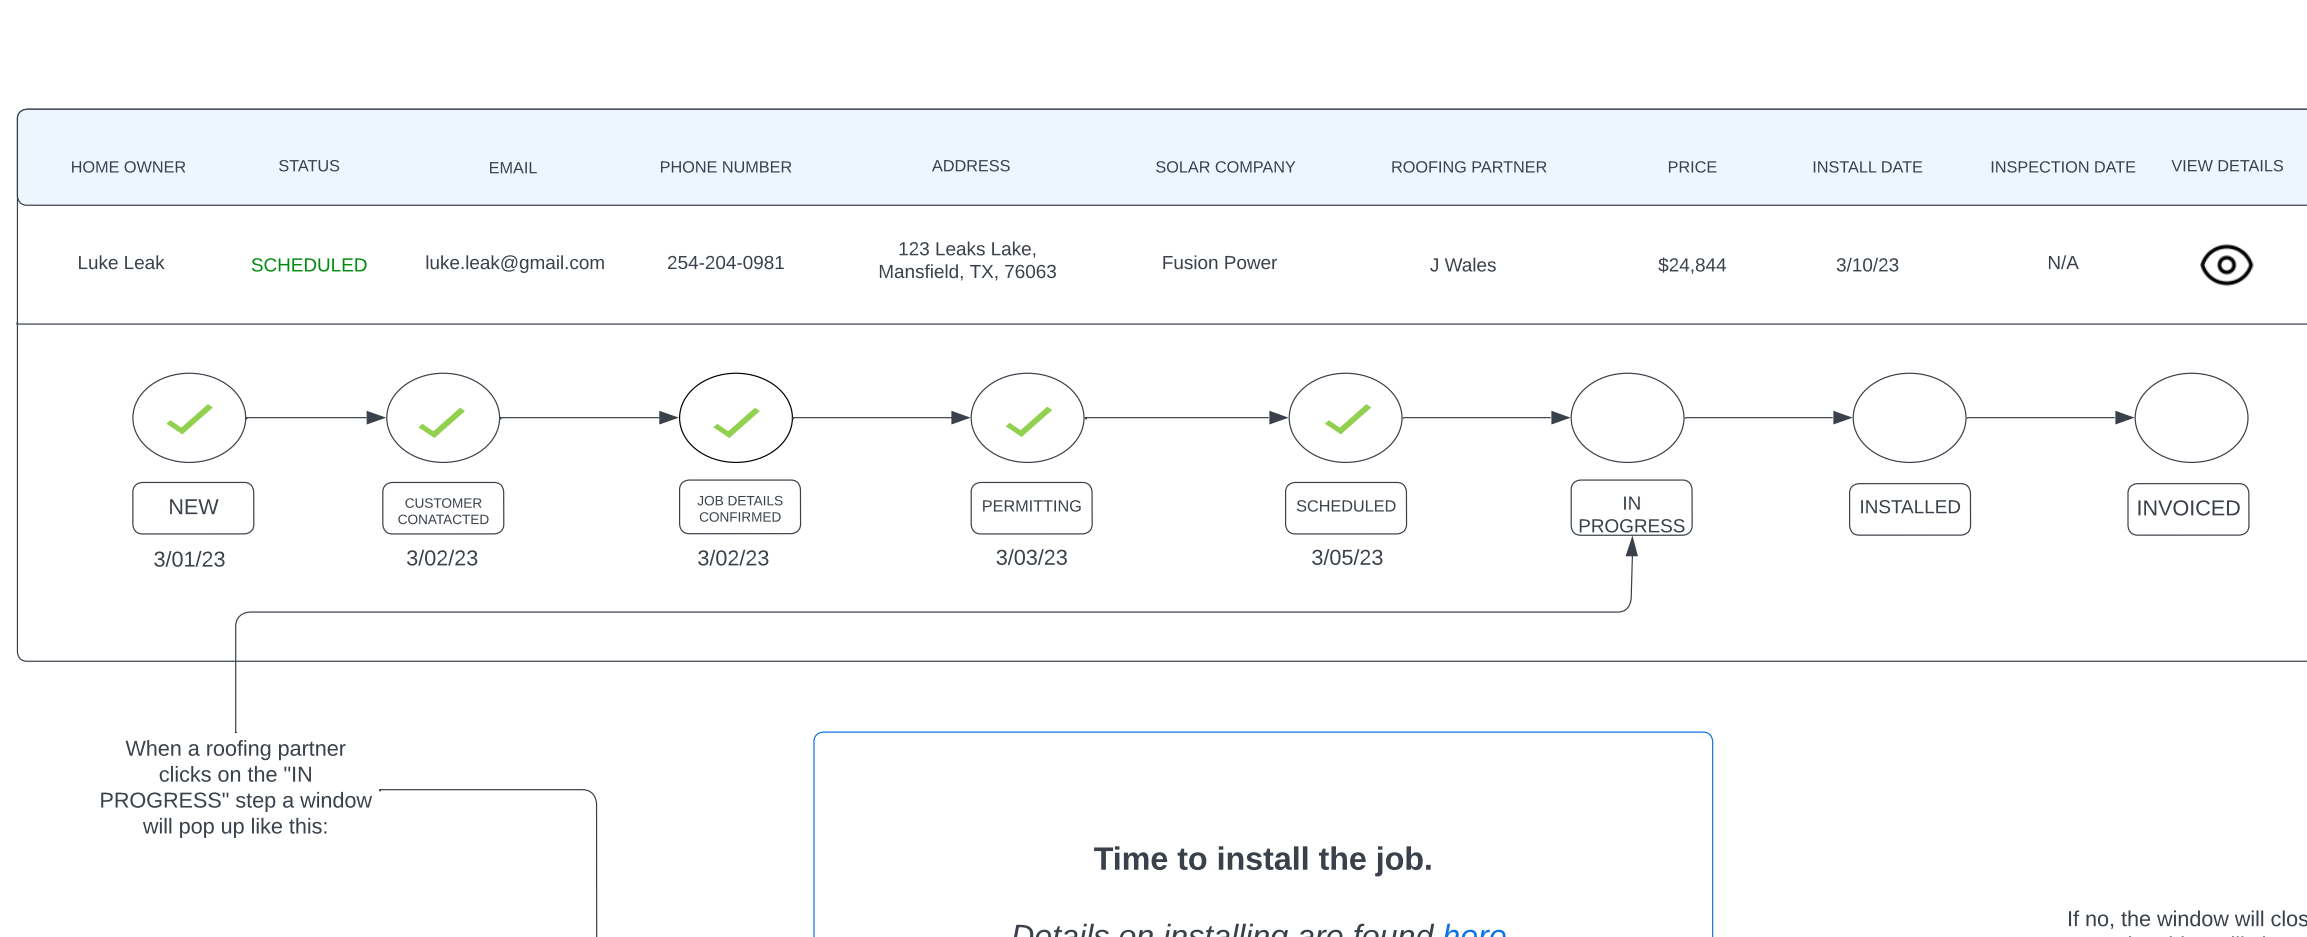 HOME OWNER STATUS EMAIL PHONE NUMBER ADDRESS SOLAR COMPANY ROOFING PARTNER PRICE INSTALL DATE INSPECTION DATE VIEW DETAILS
Luke Leak SCHEDULED luke.leak@gmail.com 254-204-0981 123 Leaks Lake, Fusion Power J Wales $24,844 3/10/23 N/A
Mansfield, TX, 76063
NEW
CUSTOMER
CONATACTED
JOB DETAILS
CONFIRMED
PERMITTING
SCHEDULED
IN
PROGRESS
INSTALLED
INVOICED
3/01/23 3/02/23 3/02/23 3/03/23 3/05/23
When a roofing partner
clicks on the "IN
PROGRESS" step a window
will pop up like this:
Time to install the job.
Details on installing are found here
If no, the window will clos